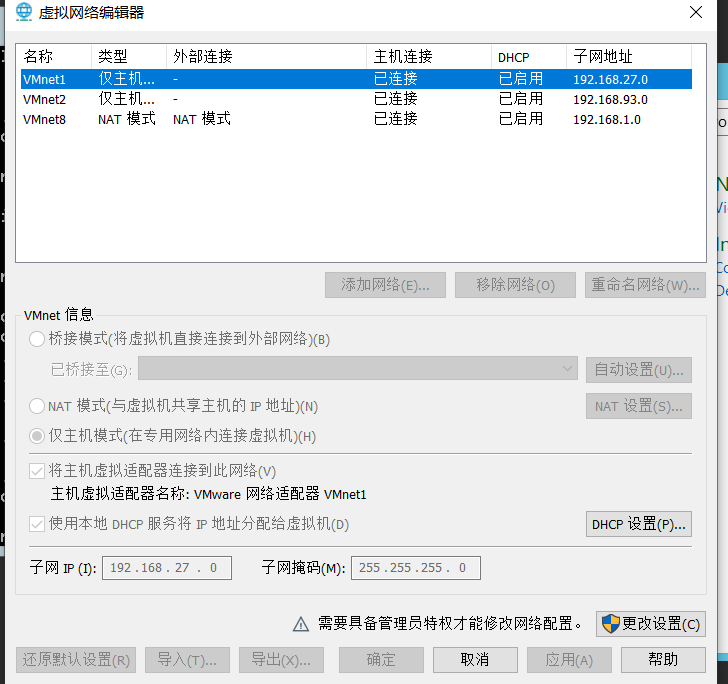 虚拟网络编辑器
名称 类型 外部连接 主机连接 DHCP 子网地址
VMnet1 仅主机... - 已连接 已启用 192.168.27.0
VMnet2 仅主机... - 已连接 已启用 192.168.93.0
VMnet8 NAT 模式 NAT 模式 已连接 已启用 192.168.1.0
添加网络(E)... 移除网络(O) 重命名网络(W)...
VMnet 信息
桥接模式(将虚拟机直接连接到外部网络)(B)
已桥接至(G): 自动设置(U)...
NAT 模式(与虚拟机共享主机的 IP 地址)(N) NAT 设置(S)...
仅主机模式(在专用网络内连接虚拟机)(H)
将主机虚拟适配器连接到此网络(V)
主机虚拟适配器名称: VMware 网络适配器 VMnet1
使用本地 DHCP 服务将 IP 地址分配给虚拟机(D) DHCP 设置(P)...
子网 IP (I): 192 . 168 . 27 . 0 子网掩码(M): 255 . 255 . 255 . 0
需要具备管理员特权才能修改网络配置。 更改设置(C)
还原默认设置(R) 导入(T)... 导出(X)... 确定 取消 应用(A) 帮助